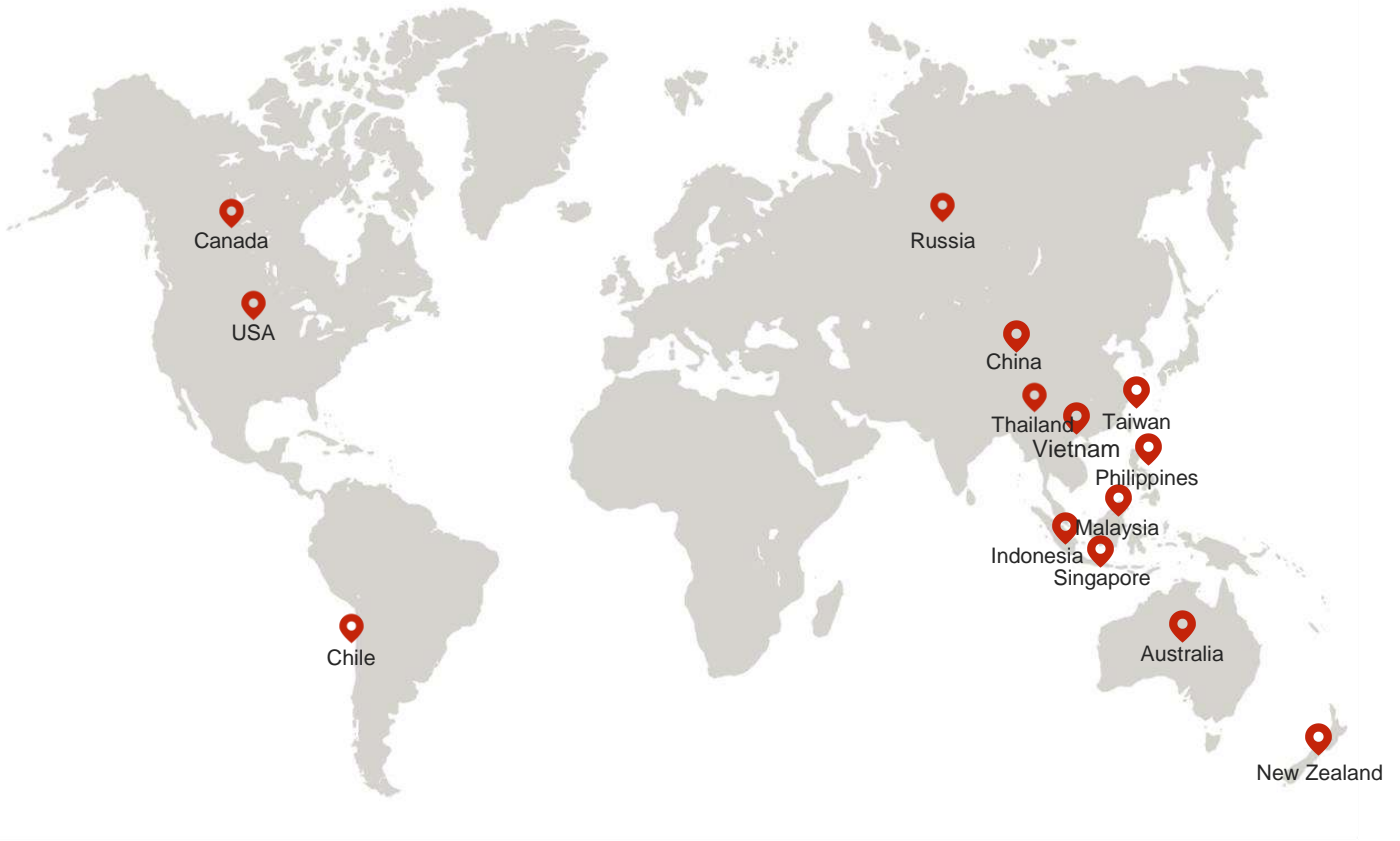 Canada
Russia
USA
China
Thailand
Taiwan
Vietnam
Philippines
Malaysia
Indonesia
Singapore
Chile
Australia
New Zealand